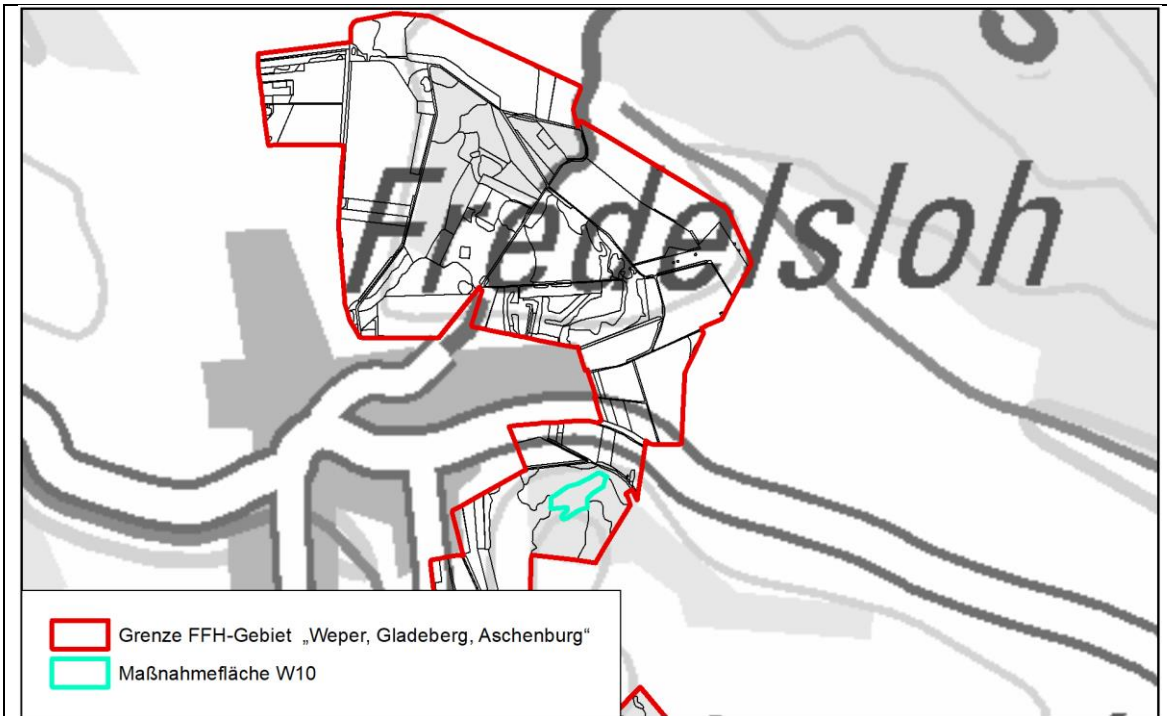 Fredelsloh
Grenze FFH-Gebiet „Weper, Gladeberg, Aschenburg“
Maßnahmefläche W10